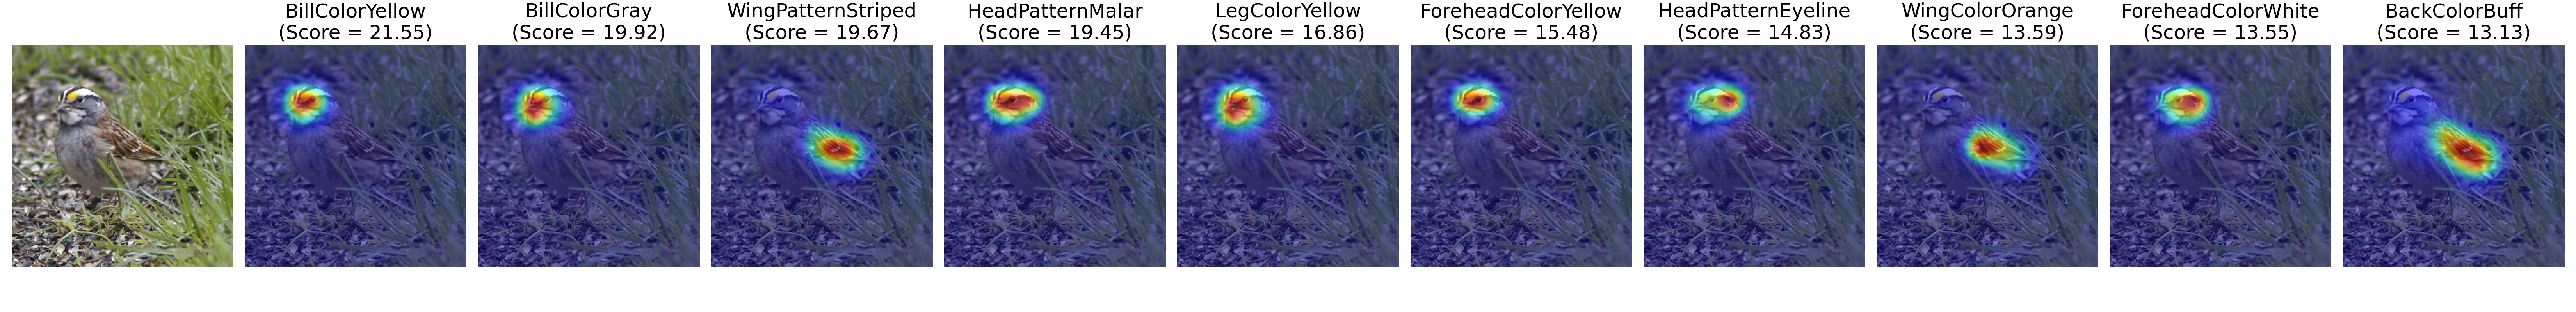 BillColorYellow
(Score = 21.55)
BillColorGray
(Score = 19.92)
WingPatternStriped
(Score = 19.67)
HeadPatternMalar
(Score = 19.45)
LegColorYellow
(Score = 16.86)
ForeheadColorYellow
(Score = 15.48)
HeadPatternEyeline
(Score = 14.83)
WingColorOrange
(Score = 13.59)
ForeheadColorWhite
(Score = 13.55)
BackColorBuff
(Score = 13.13)